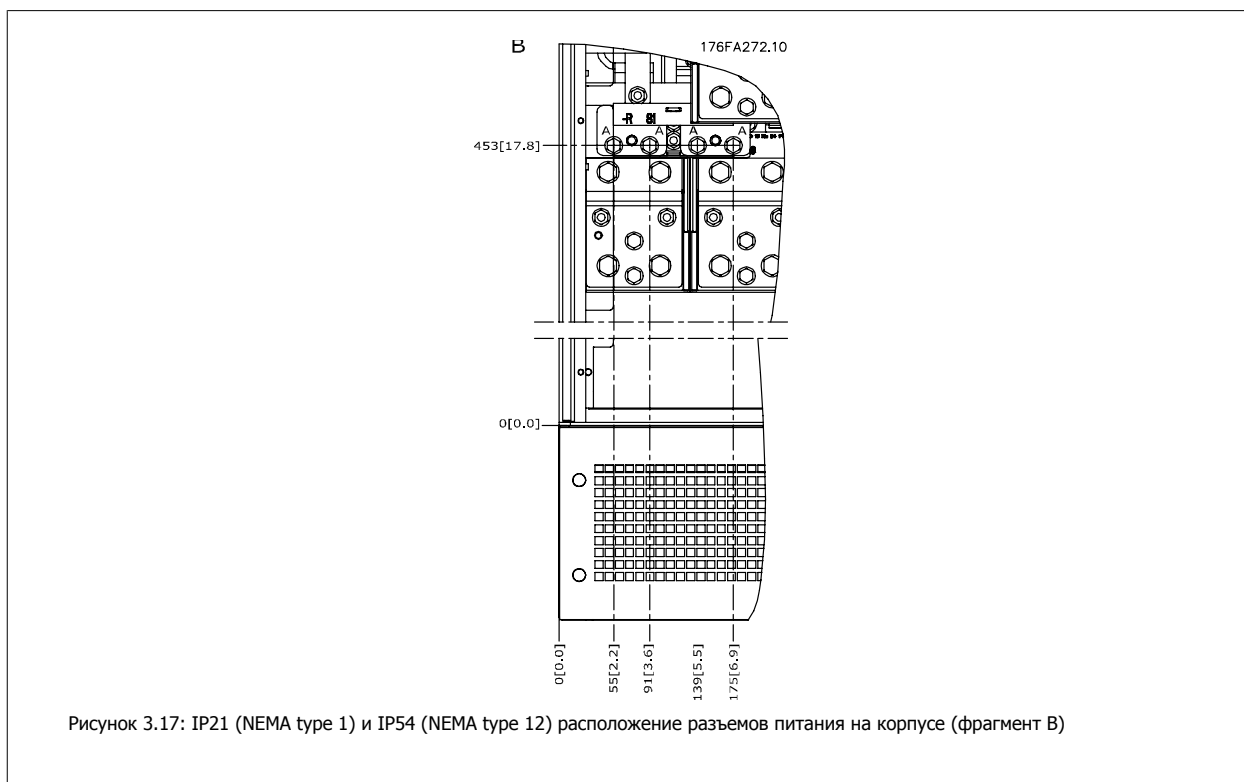 B
176FA272.10
-R 81
A A A A
453[17.8]
0[0.0]
0[0.0]
55[2.2]
91[3.6]
139[5.5]
175[6.9]
Рисунок 3.17: IP21 (NEMA type 1) и IP54 (NEMA type 12) расположение разъемов питания на корпусе (фрагмент B)